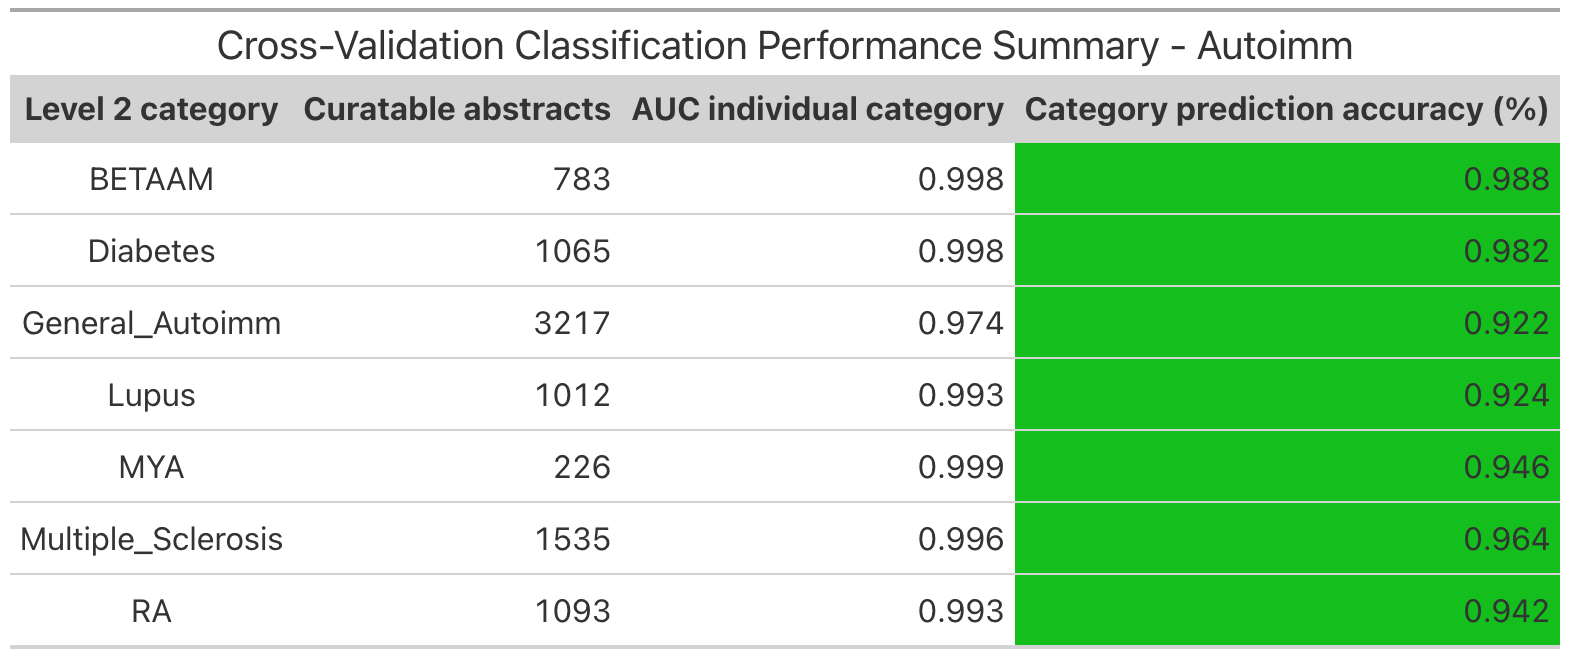 Cross-Validation Classification Performance Summary - Autoimm
Level 2 category Curatable abstracts AUC individual category Category prediction accuracy (%)
BETAAM 783 0.998 0.988
Diabetes 1065 0.998 0.982
General_Autoimm 3217 0.974 0.922
Lupus 1012 0.993 0.924
MYA 226 0.999 0.946
Multiple_Sclerosis 1535 0.996 0.964
RA 1093 0.993 0.942